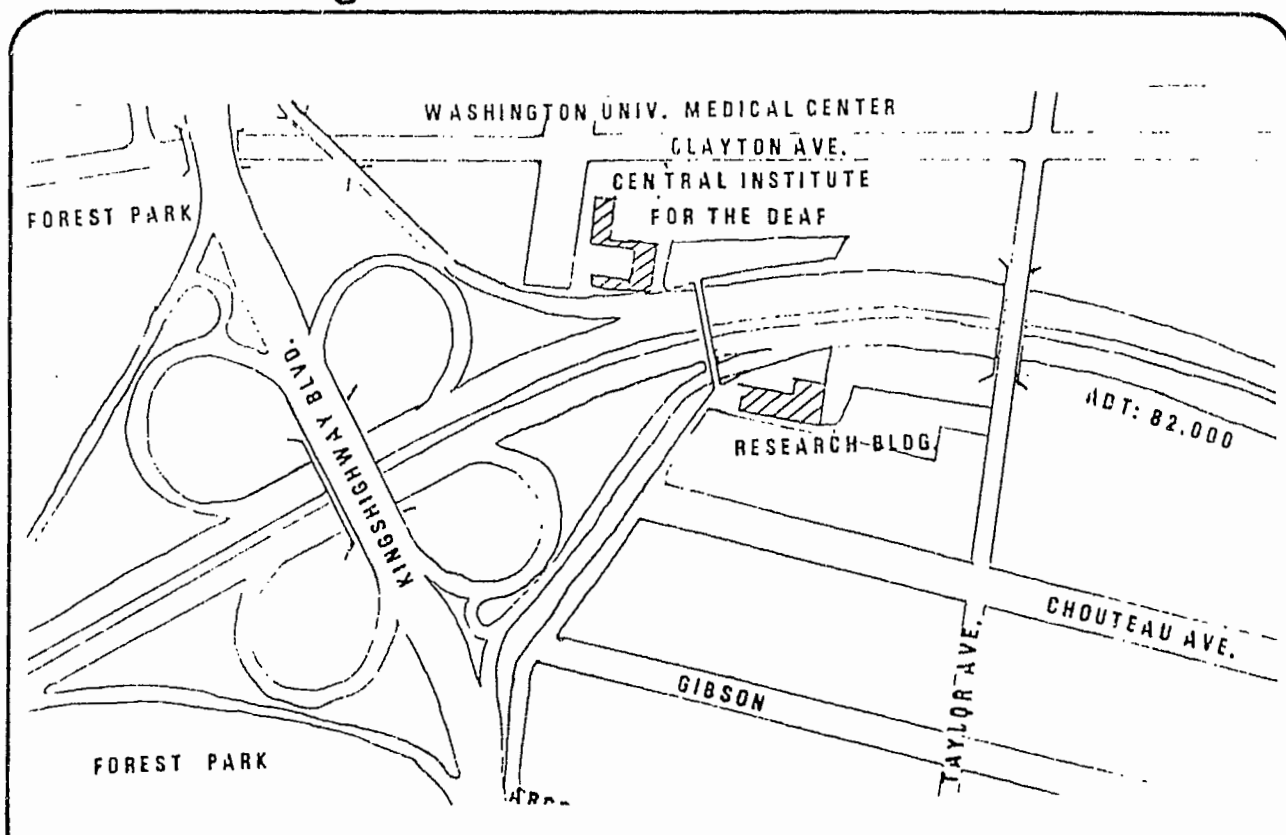 WASHINGTON UNIV. MEDICAL CENTER
CLAYTON AVE.
CENTRAL INSTITUTE
FOR THE DEAF
FOREST PARK
KINGSHIGHWAY BLVD.
ADT: 82,000
RESEARCH BLDG.
CHOUTEAU AVE.
TAYLOR AVE.
GIBSON
FOREST PARK